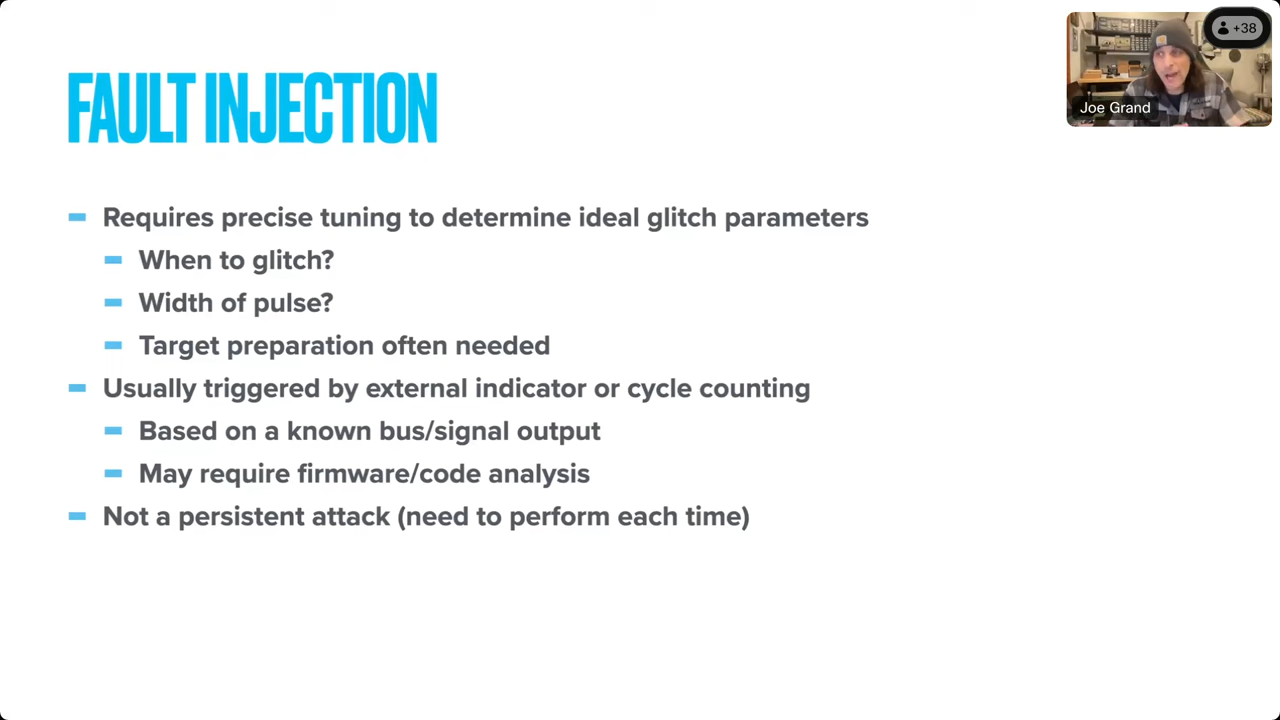 FAULT INJECTION
Requires precise tuning to determine ideal glitch parameters
When to glitch?
Width of pulse?
Target preparation often needed
Usually triggered by external indicator or cycle counting
Based on a known bus/signal output
May require firmware/code analysis
Not a persistent attack (need to perform each time)
+38
Joe Grand